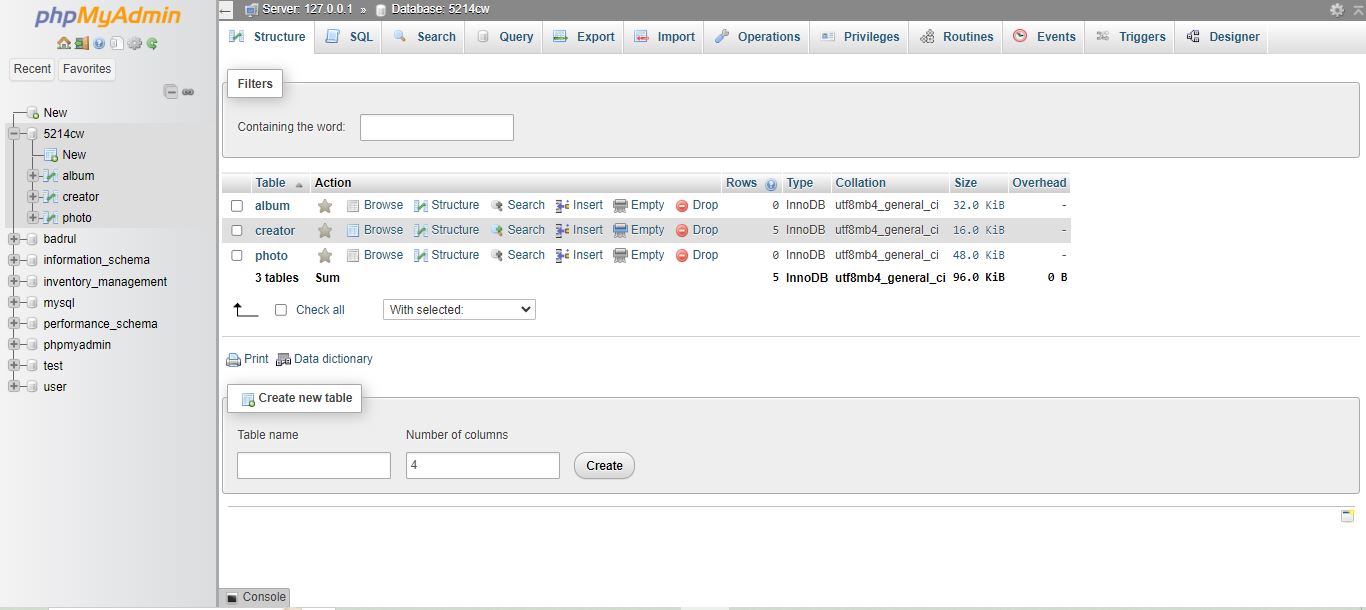 phpMyAdmin
Recent Favorites
New
5214cw
New
album
creator
photo
badrul
information_schema
inventory_management
mysql
performance_schema
phpmyadmin
test
user
Server: 127.0.0.1 » Database: 5214cw
Structure SQL Search Query Export Import Operations Privileges Routines Events Triggers Designer
Filters
Containing the word:
Table Action Rows Type Collation Size Overhead
album Browse Structure Search Insert Empty Drop 0 InnoDB utf8mb4_general_ci 32.0 KiB -
creator Browse Structure Search Insert Empty Drop 5 InnoDB utf8mb4_general_ci 16.0 KiB -
photo Browse Structure Search Insert Empty Drop 0 InnoDB utf8mb4_general_ci 48.0 KiB -
3 tables Sum 5 InnoDB utf8mb4_general_ci 96.0 KiB 0 B
Check all With selected:
Print Data dictionary
Create new table
Table name Number of columns
4 Create
Console